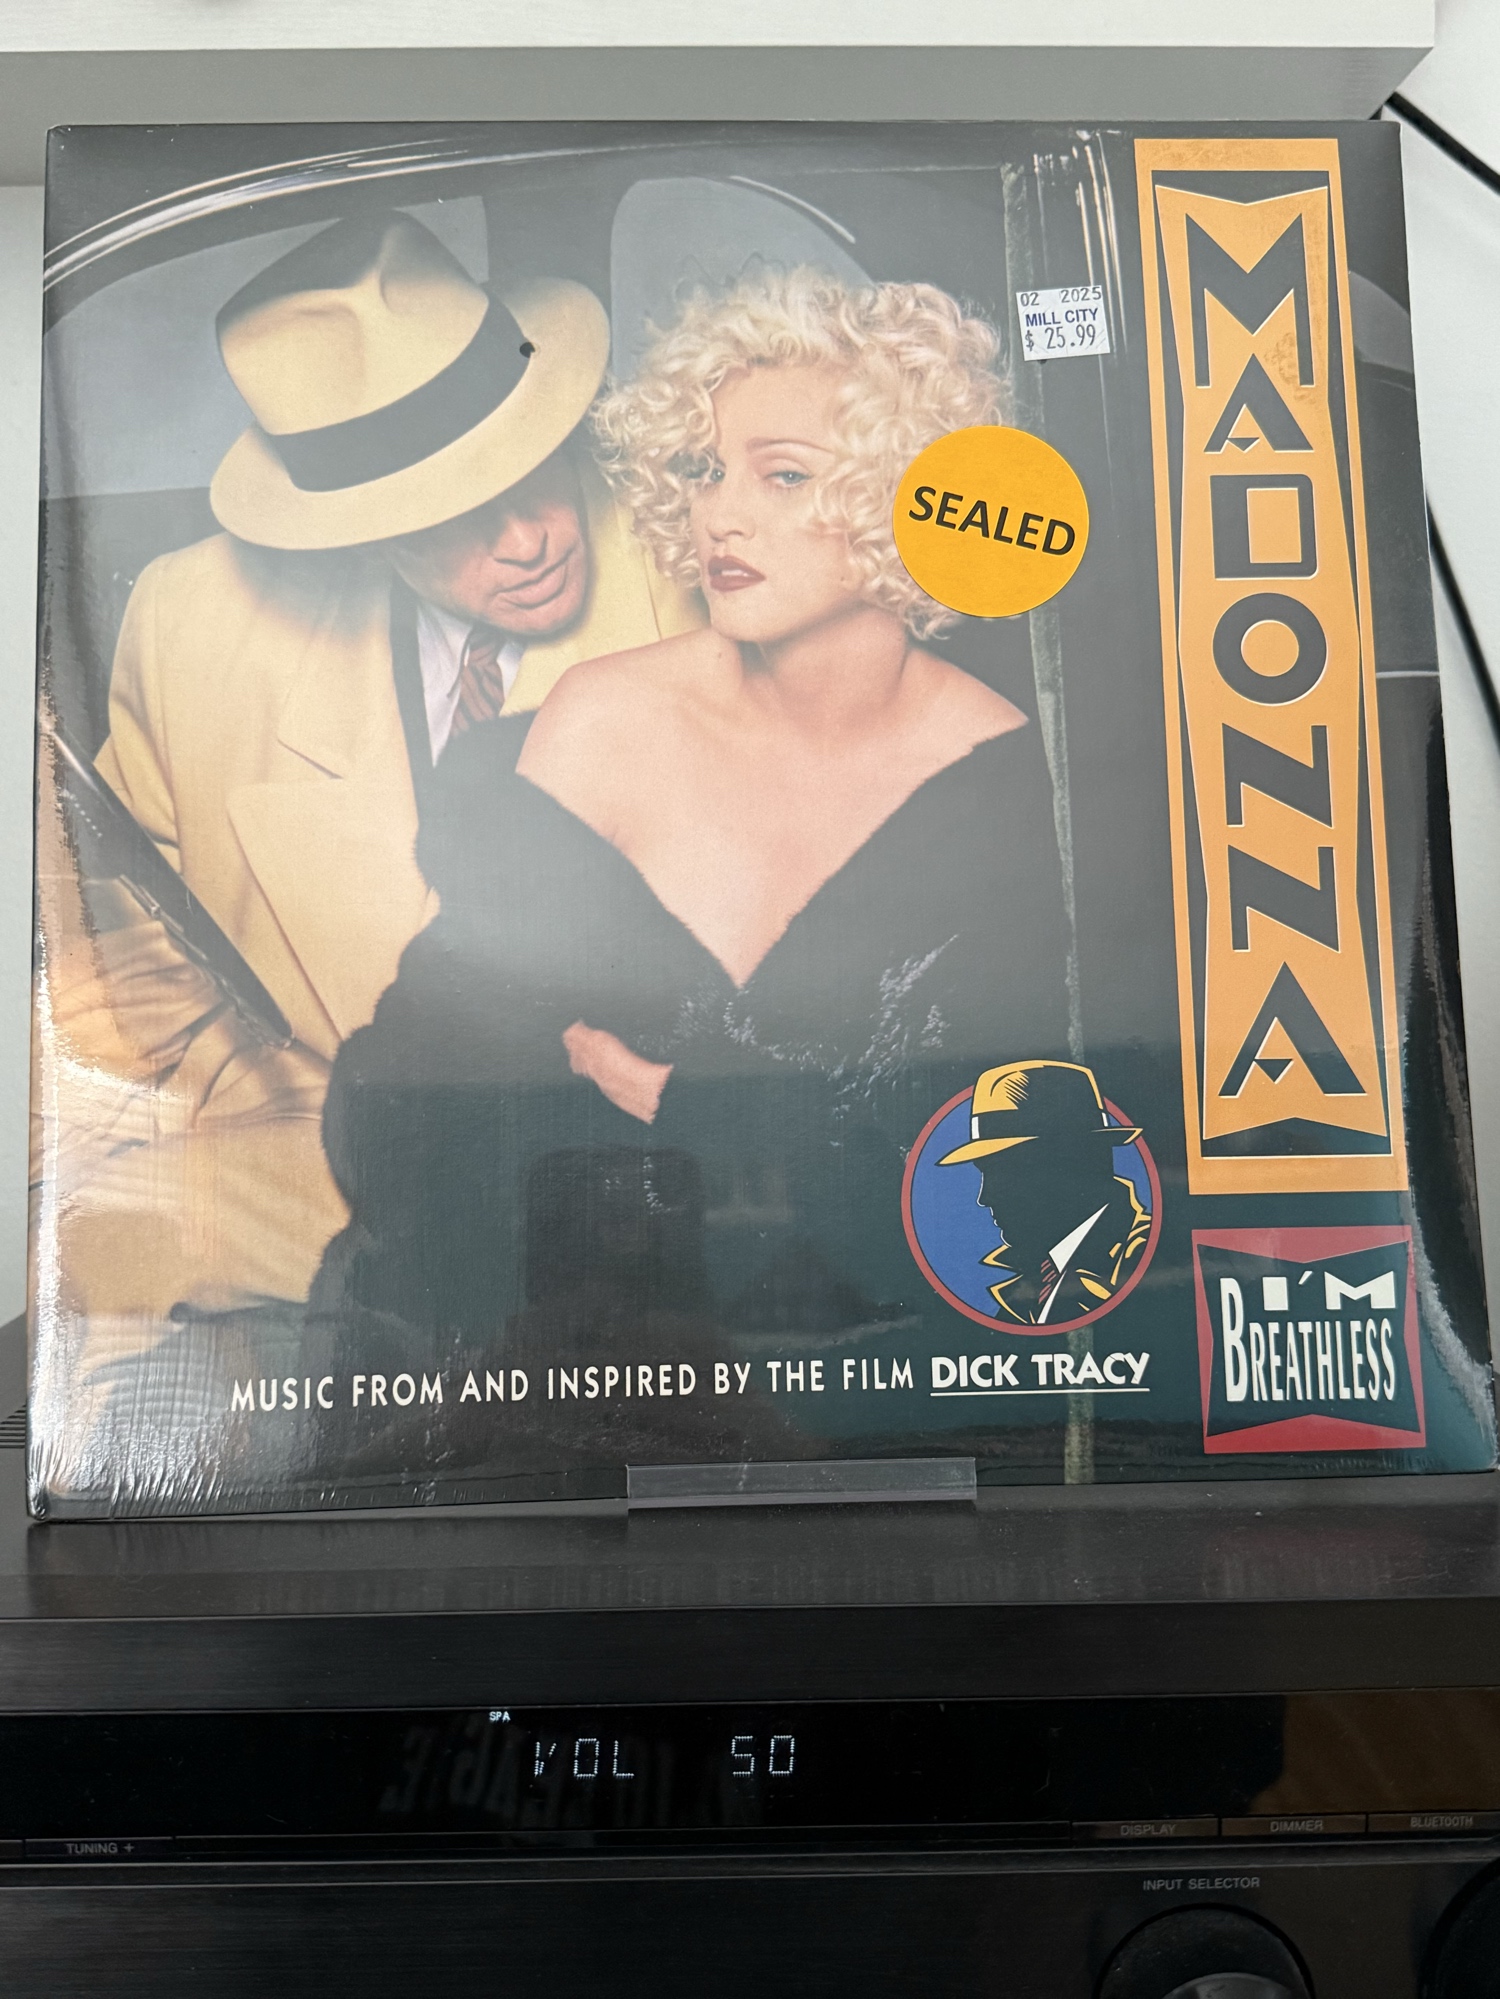 MADONNA
02 2025
MILL CITY
$ 25.99
SEALED
I'M
BREATHLESS
MUSIC FROM AND INSPIRED BY THE FILM DICK TRACY
SPA
VOL 50
TUNING +
DISPLAY
DIMMER
BLUETOOTH
INPUT SELECTOR